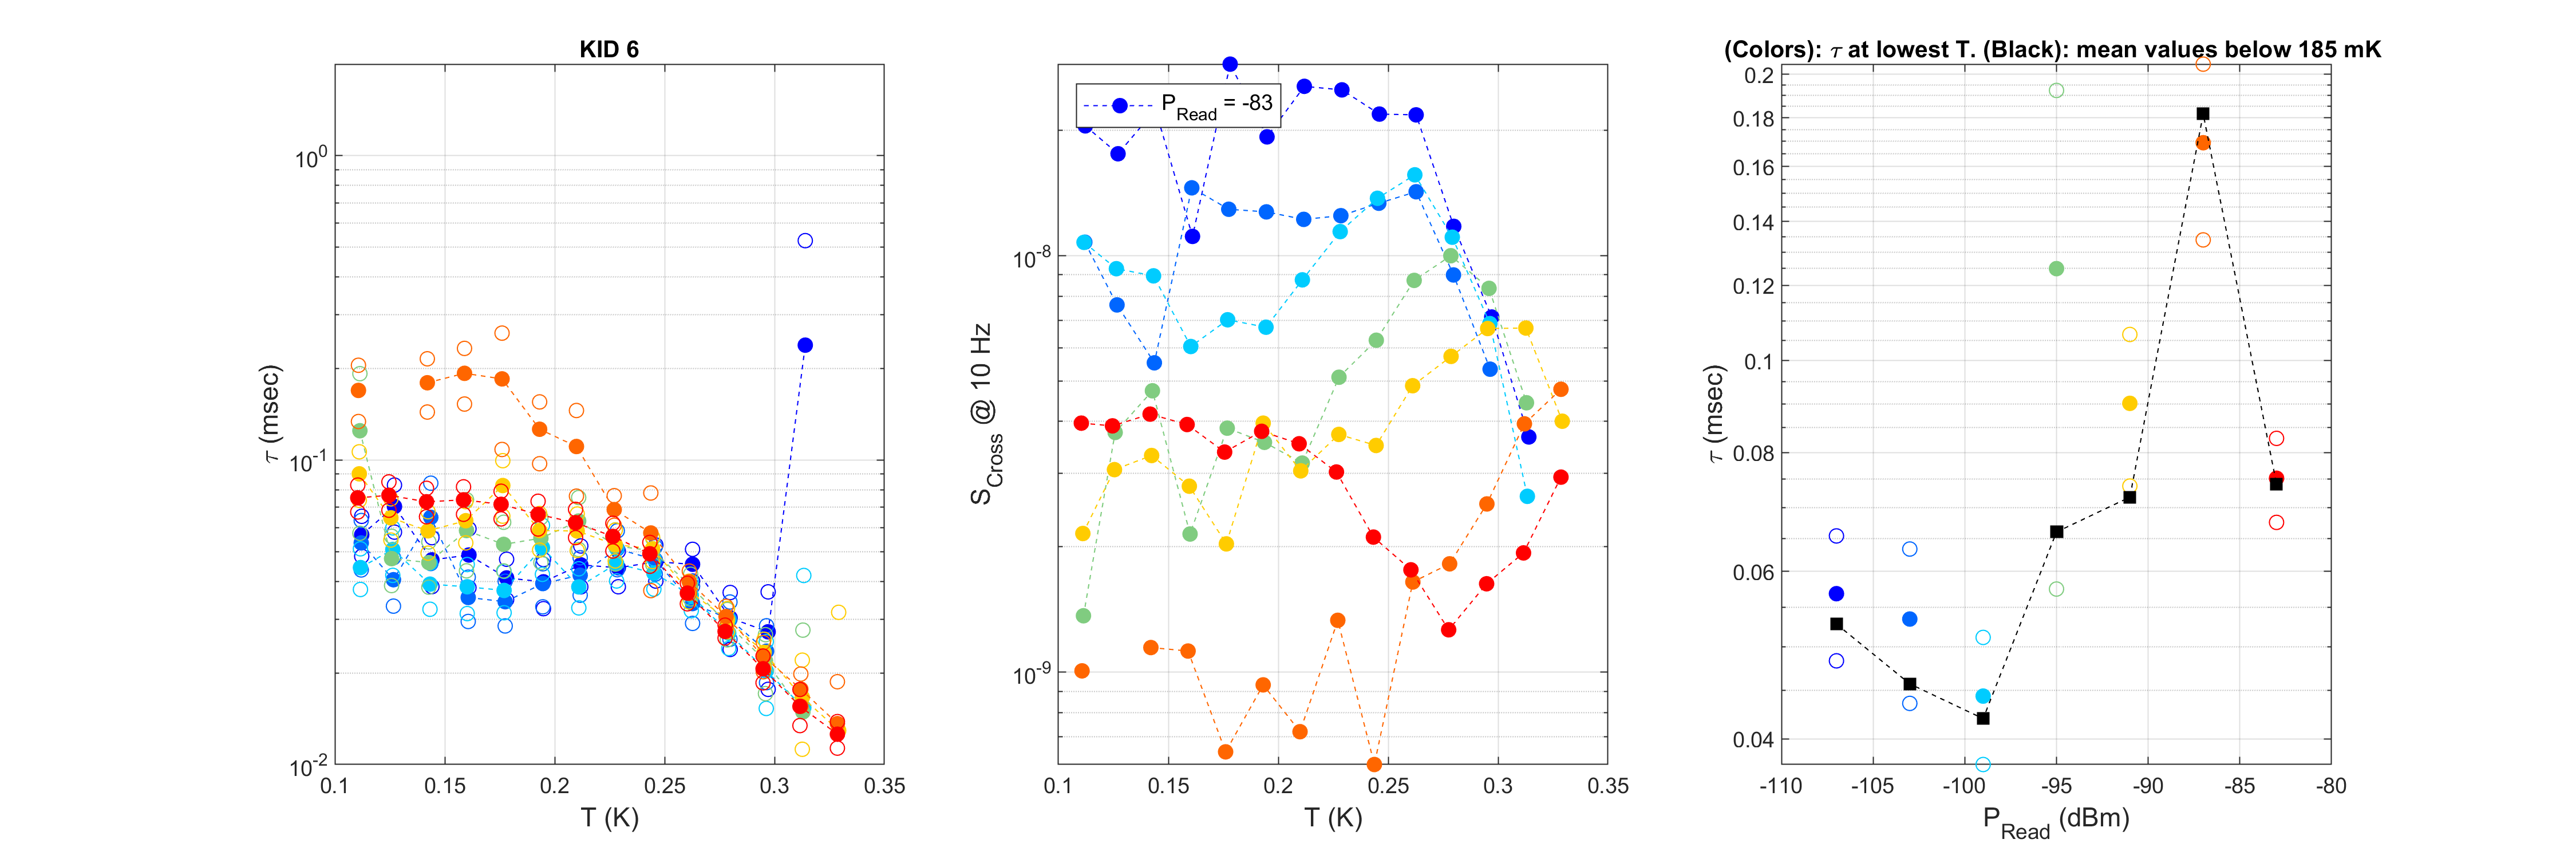 KID 6
10^0
10^-1
10^-2
τ (msec)
0.1 0.15 0.2 0.25 0.3 0.35
T (K)
P_Read = -83
10^-8
10^-9
S_Cross @ 10 Hz
0.1 0.15 0.2 0.25 0.3 0.35
T (K)
(Colors): τ at lowest T. (Black): mean values below 185 mK
0.2
0.18
0.16
0.14
0.12
0.1
0.08
0.06
0.04
τ (msec)
-110 -105 -100 -95 -90 -85 -80
P_Read (dBm)